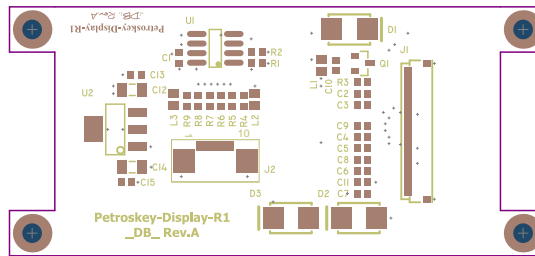 _DB_ Rev.A
Petroskey-Display-R1
U1
D1
C1
R2
R1
J1
Q1
L1
C10
C13
C12
U2
R3
C2
C3
L3
R9
R8
R7
R6
R5
R4
L2
1
10
C9
C4
C5
C8
C6
C11
C7
J2
C14
C15
D3
D2
Petroskey-Display-R1
_DB_ Rev.A